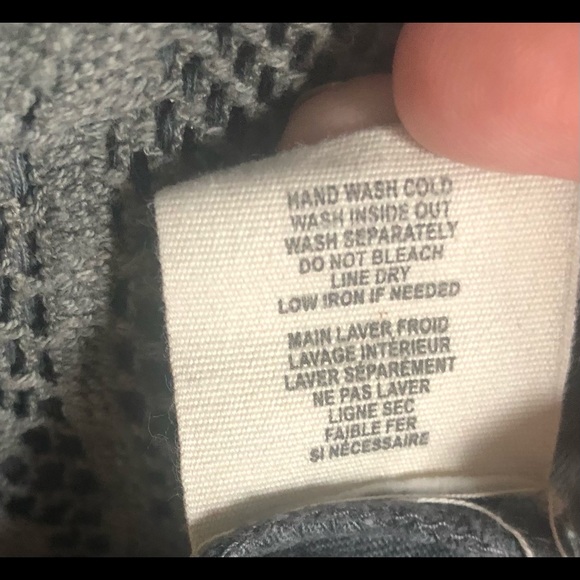 HAND WASH COLD
WASH INSIDE OUT
WASH SEPARATELY
DO NOT BLEACH
LINE DRY
LOW IRON IF NEEDED
MAIN LAVER FROID
LAVAGE INTÉRIEUR
LAVER SÉPARÉMENT
NE PAS LAVER
LIGNE SEC
FAIBLE FER
SI NÉCESSAIRE